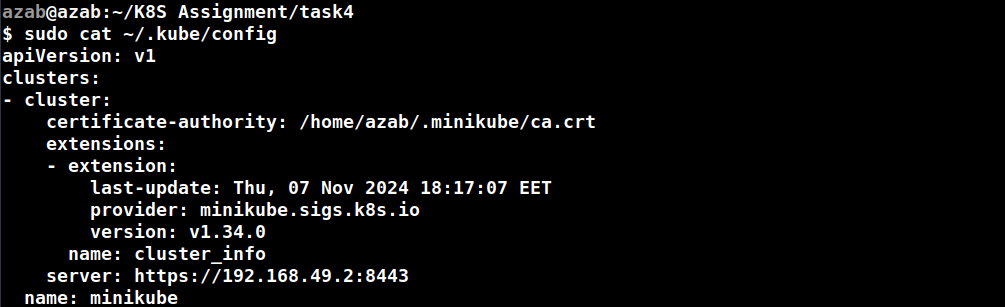 azab@azab:~/K8S Assignment/task4
$ sudo cat ~/.kube/config
apiVersion: v1
clusters:
- cluster:
    certificate-authority: /home/azab/.minikube/ca.crt
    extensions:
    - extension:
        last-update: Thu, 07 Nov 2024 18:17:07 EET
        provider: minikube.sigs.k8s.io
        version: v1.34.0
      name: cluster_info
    server: https://192.168.49.2:8443
  name: minikube